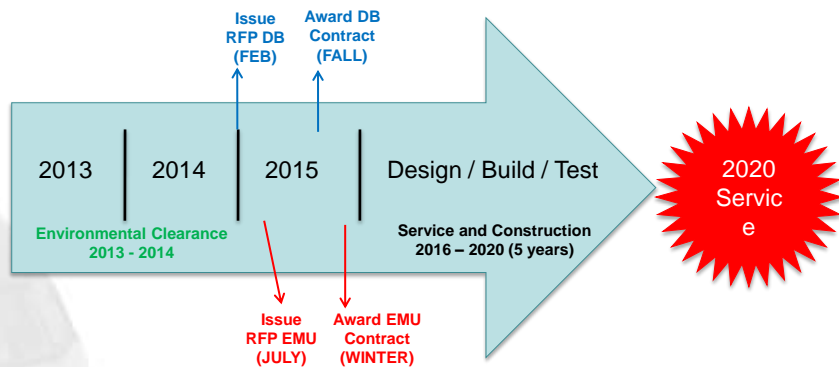 Issue
RFP DB
(FEB)
Award DB
Contract
(FALL)
2013
2014
2015
Design / Build / Test
Environmental Clearance
2013 - 2014
Service and Construction
2016 – 2020 (5 years)
2020
Servic
e
Issue
RFP EMU
(JULY)
Award EMU
Contract
(WINTER)